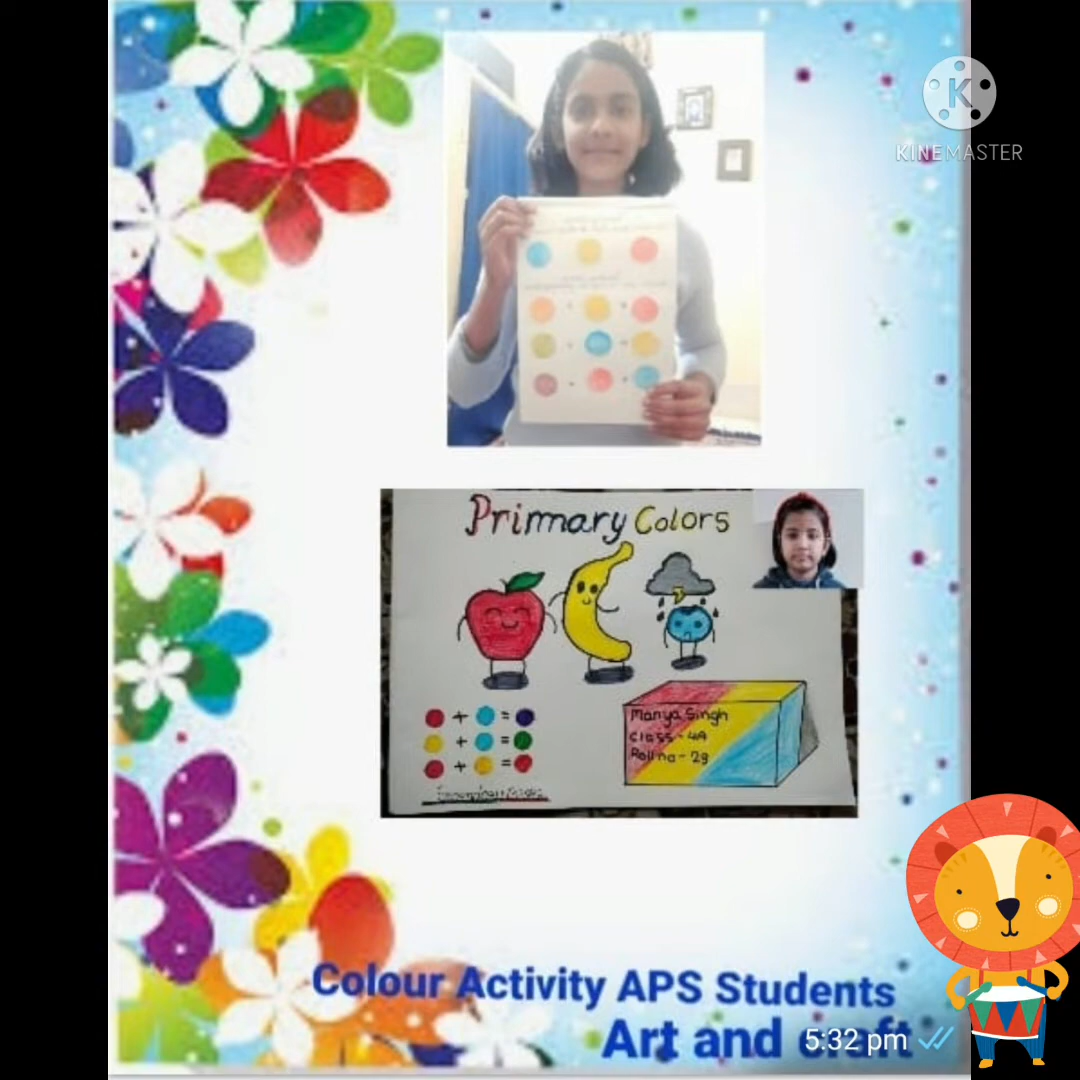 KINEMASTER
Primary Colors
Manya Singh
Class - 4A
Roll no - 29
+ =
+ =
+ =
Colour Activity APS Students
Art and craft
5:32 pm